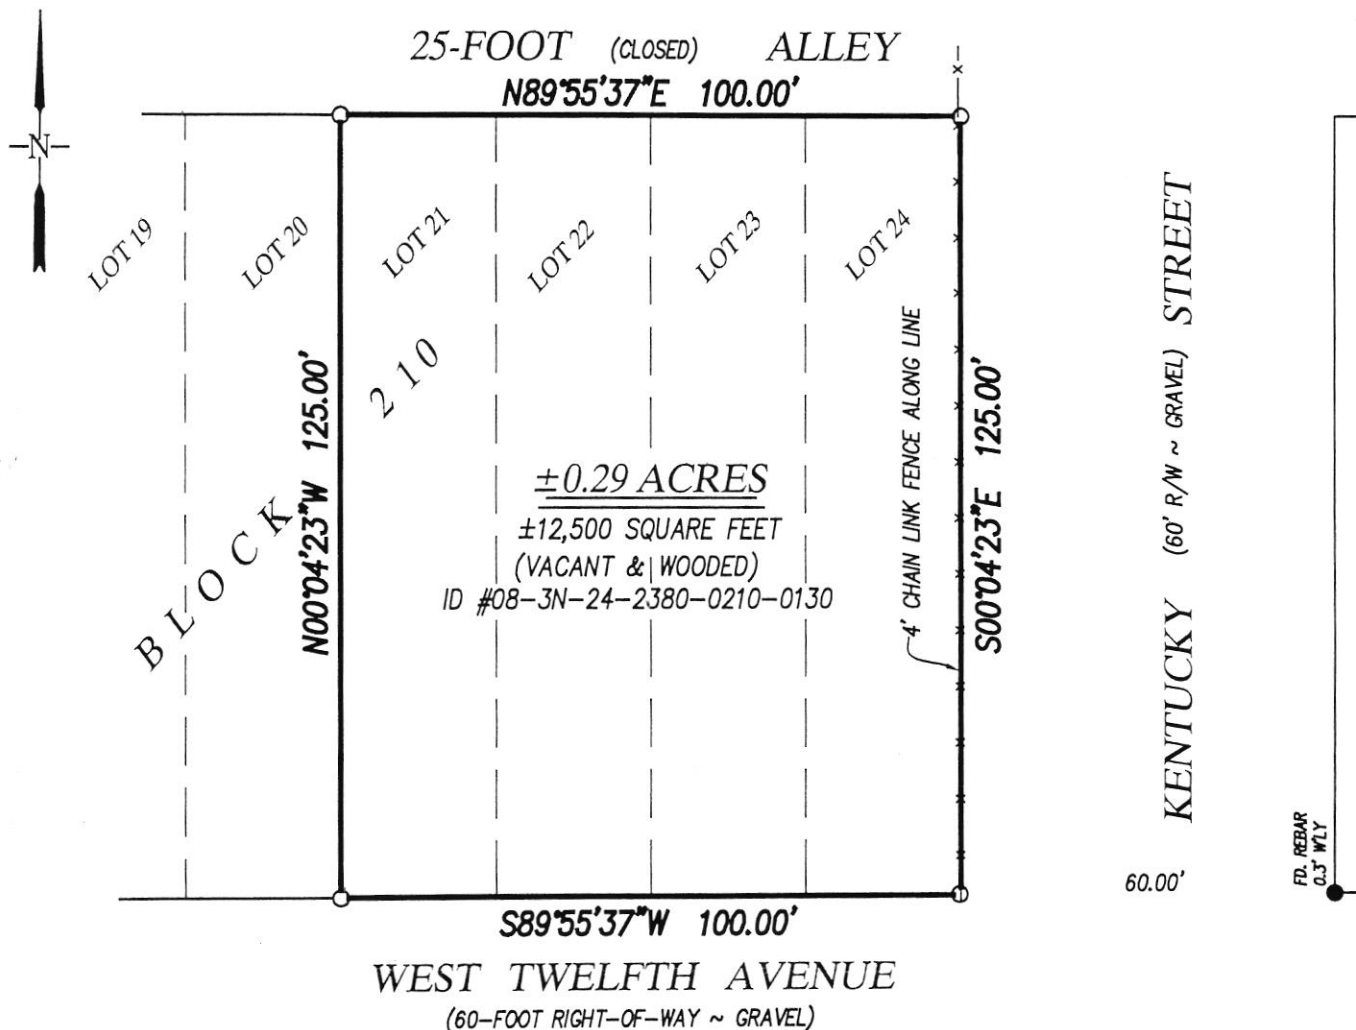 25-FOOT (CLOSED) ALLEY
N89°55'37"E 100.00'
N
LOT 19
LOT 20
LOT 21
LOT 22
LOT 23
LOT 24
BLOCK 210
N00°04'23"W 125.00'
±0.29 ACRES
±12,500 SQUARE FEET
(VACANT & WOODED)
ID #08-3N-24-2380-0210-0130
4' CHAIN LINK FENCE ALONG LINE
S00°04'23"E 125.00'
KENTUCKY (60' R/W ~ GRAVEL) STREET
60.00'
FD. REBAR
0.3' W'LY
S89°55'37"W 100.00'
WEST TWELFTH AVENUE
(60-FOOT RIGHT-OF-WAY ~ GRAVEL)